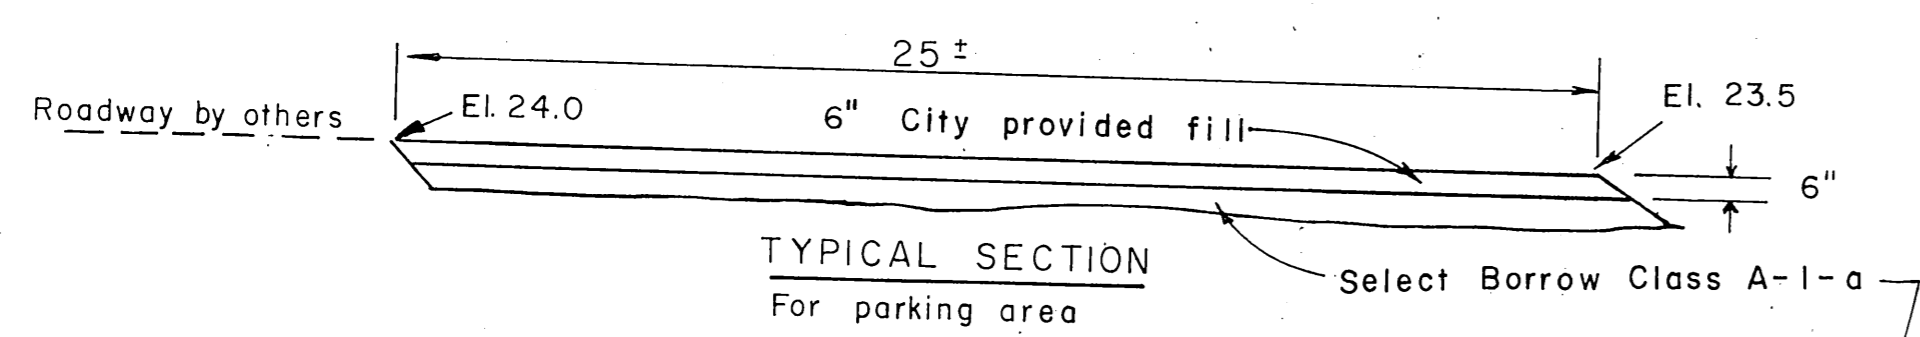 25 ±
Roadway by others
El. 24.0
6" City provided fill
El. 23.5
6"
TYPICAL SECTION
For parking area
Select Borrow Class A-1-a